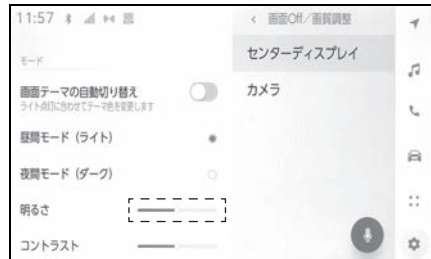 11:57
モード
画面テーマの自動切り替え
ライト点灯に合わせてテーマ色を変更します
昼間モード（ライト）
夜間モード（ダーク）
明るさ
コントラスト
< 画面Off／画質調整
センターディスプレイ
カメラ